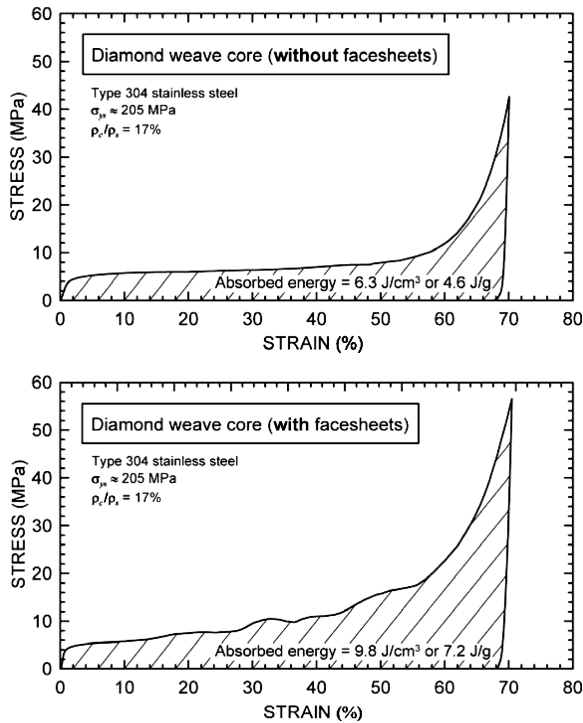 60
50
40
30
20
10
0
STRESS (MPa)
Diamond weave core (without facesheets)
Type 304 stainless steel
σys ≈ 205 MPa
ρc/ρs = 17%
Absorbed energy = 6.3 J/cm³ or 4.6 J/g
0 10 20 30 40 50 60 70 80
STRAIN (%)
60
50
40
30
20
10
0
STRESS (MPa)
Diamond weave core (with facesheets)
Type 304 stainless steel
σys ≈ 205 MPa
ρc/ρs = 17%
Absorbed energy = 9.8 J/cm³ or 7.2 J/g
0 10 20 30 40 50 60 70 80
STRAIN (%)